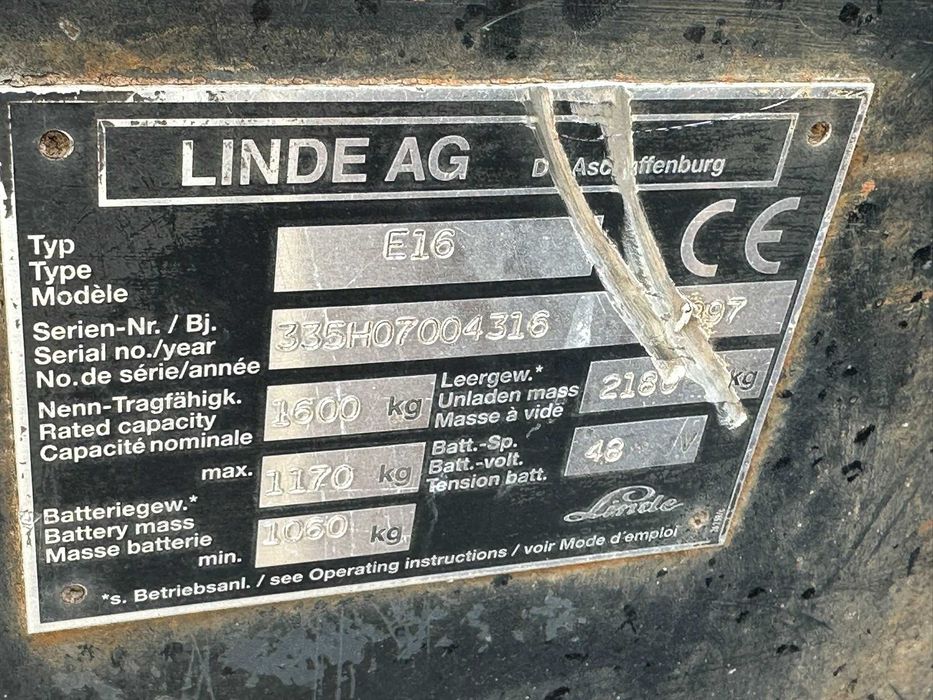 LINDE AG
Typ E16
Type
Modèle
Serien-Nr. / Bj.
Serial no./year 335H07004316
No.de série/année
Nenn-Tragfähigk.
Rated capacity 1600 kg
Capacité nominale
Leergew.*
Unladen mass kg
Masse à vide
Batt.-Sp.
Batt.-volt. 48 V
Tension batt.
max. 1170 kg
Batteriegew.*
Battery mass
Masse batterie
min. 1060 kg
Linde
CE
*s. Betriebsanl. / see Operating instructions / voir Mode d'emploi